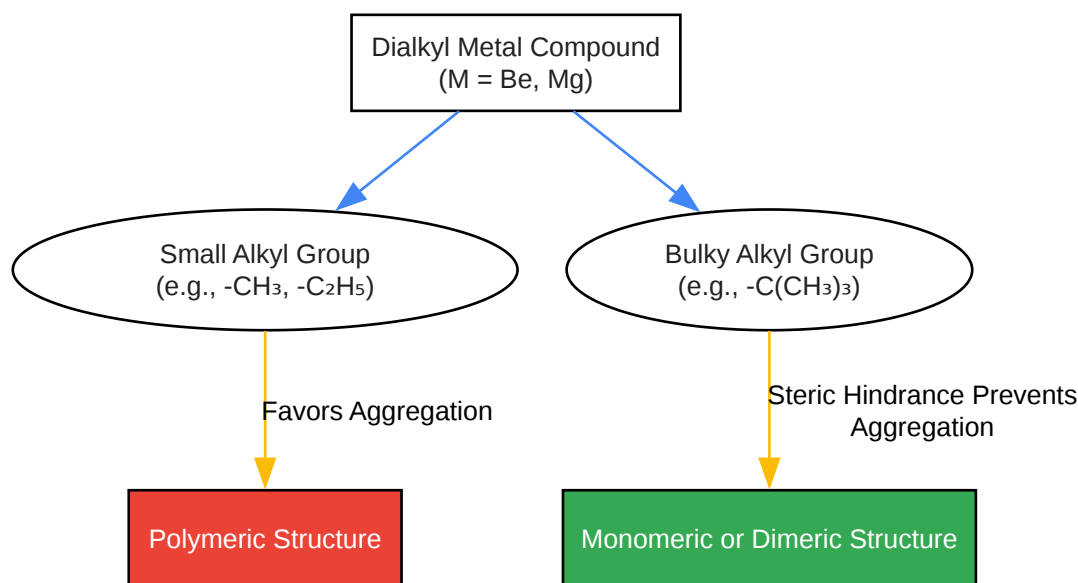 Dialkyl Metal Compound
(M = Be, Mg)
Small Alkyl Group
(e.g., -CH₃, -C₂H₅)
Bulky Alkyl Group
(e.g., -C(CH₃)₃)
Favors Aggregation
Steric Hindrance Prevents
Aggregation
Polymeric Structure
Monomeric or Dimeric Structure